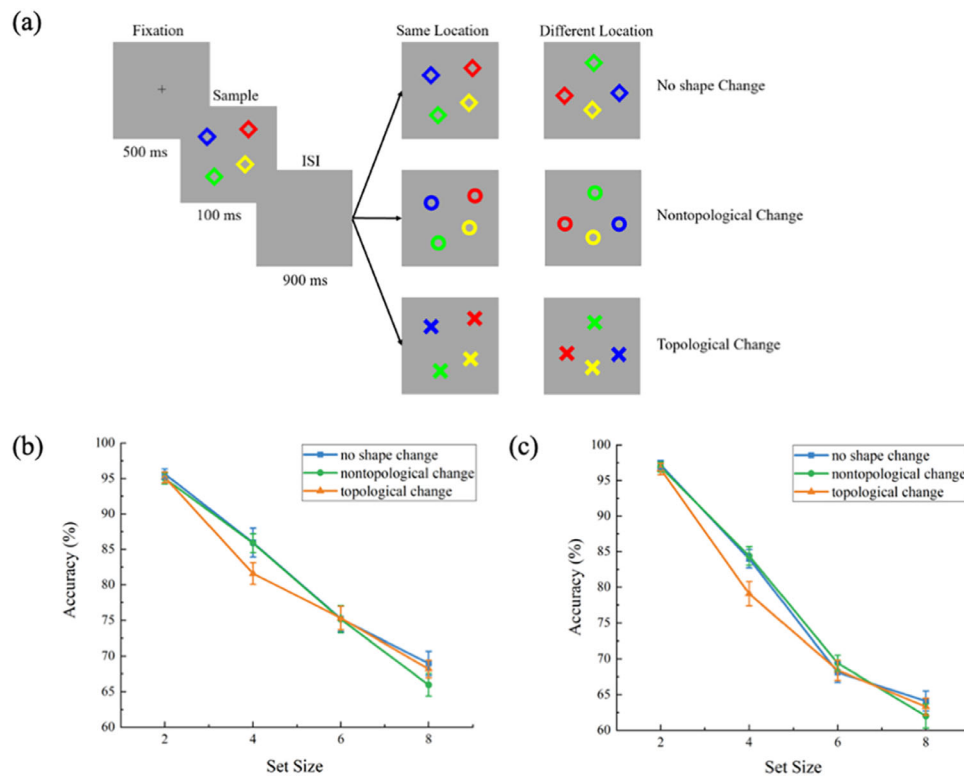 (a)
Fixation
500 ms
Sample
100 ms
ISI
900 ms
Same Location
Different Location
No shape Change
Nontopological Change
Topological Change
(b)
Accuracy (%)
100
95
90
85
80
75
70
65
60
2
4
6
8
Set Size
no shape change
nontopological change
topological change
(c)
Accuracy (%)
100
95
90
85
80
75
70
65
60
2
4
6
8
Set Size
no shape change
nontopological change
topological change